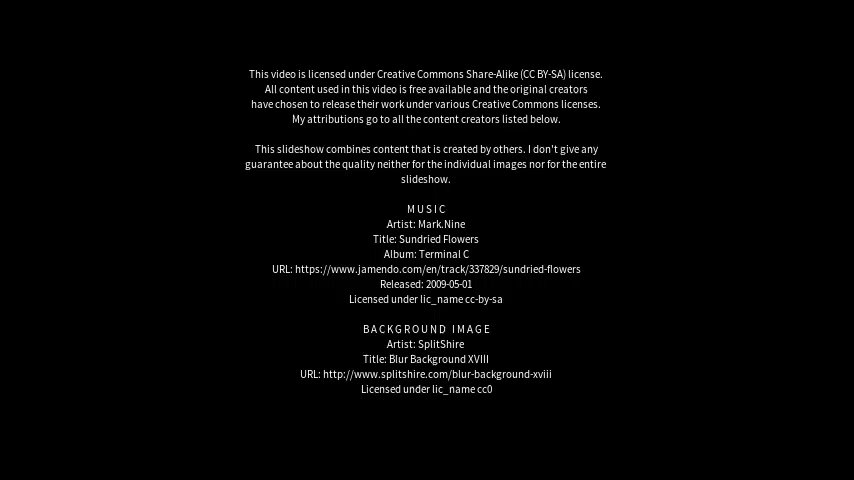 This video is licensed under Creative Commons Share-Alike (CC BY-SA) license.
All content used in this video is free available and the original creators
have chosen to release their work under various Creative Commons licenses.
My attributions go to all the content creators listed below.
This slideshow combines content that is created by others. I don't give any
guarantee about the quality neither for the individual images nor for the entire
slideshow.
MUSIC
Artist: Mark.Nine
Title: Sundried Flowers
Album: Terminal C
URL: https://www.jamendo.com/en/track/337829/sundried-flowers
Released: 2009-05-01
Licensed under lic_name cc-by-sa
BACKGROUND IMAGE
Artist: SplitShire
Title: Blur Background XVIII
URL: http://www.splitshire.com/blur-background-xviii
Licensed under lic_name cc0